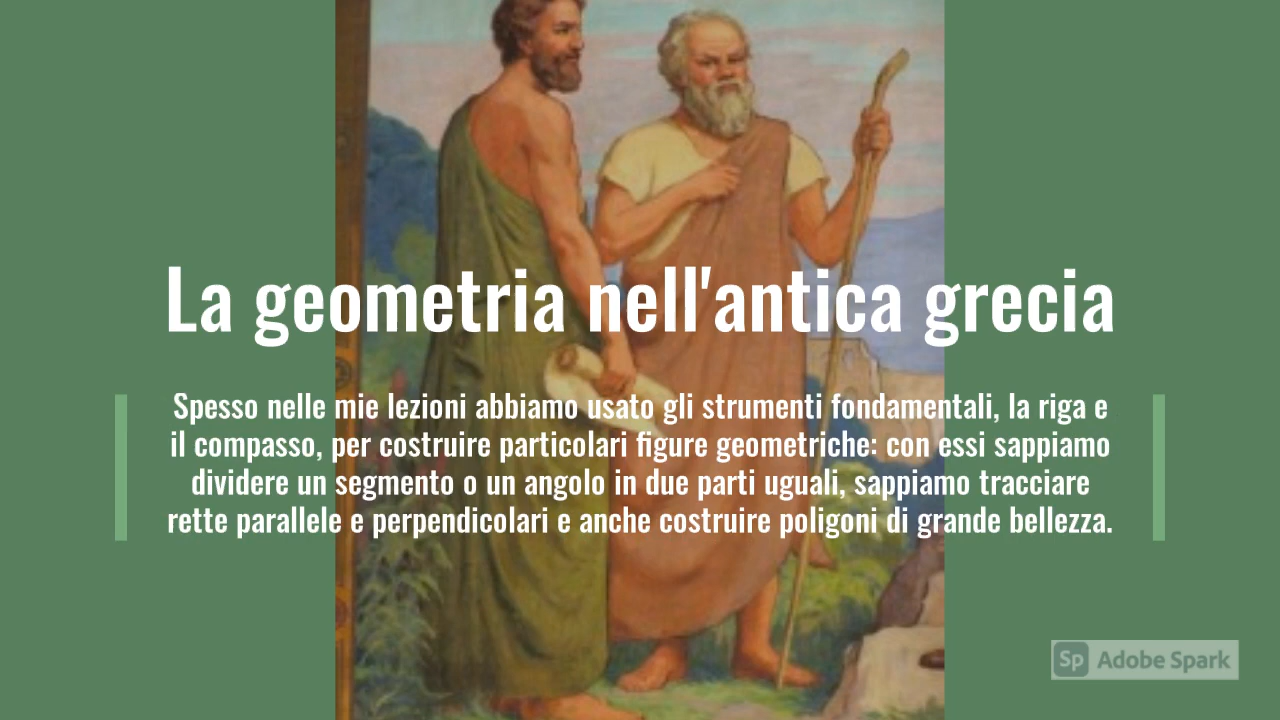 La geometria nell'antica grecia
Spesso nelle mie lezioni abbiamo usato gli strumenti fondamentali, la riga e
il compasso, per costruire particolari figure geometriche: con essi sappiamo
dividere un segmento o un angolo in due parti uguali, sappiamo tracciare
rette parallele e perpendicolari e anche costruire poligoni di grande bellezza.
Sp Adobe Spark